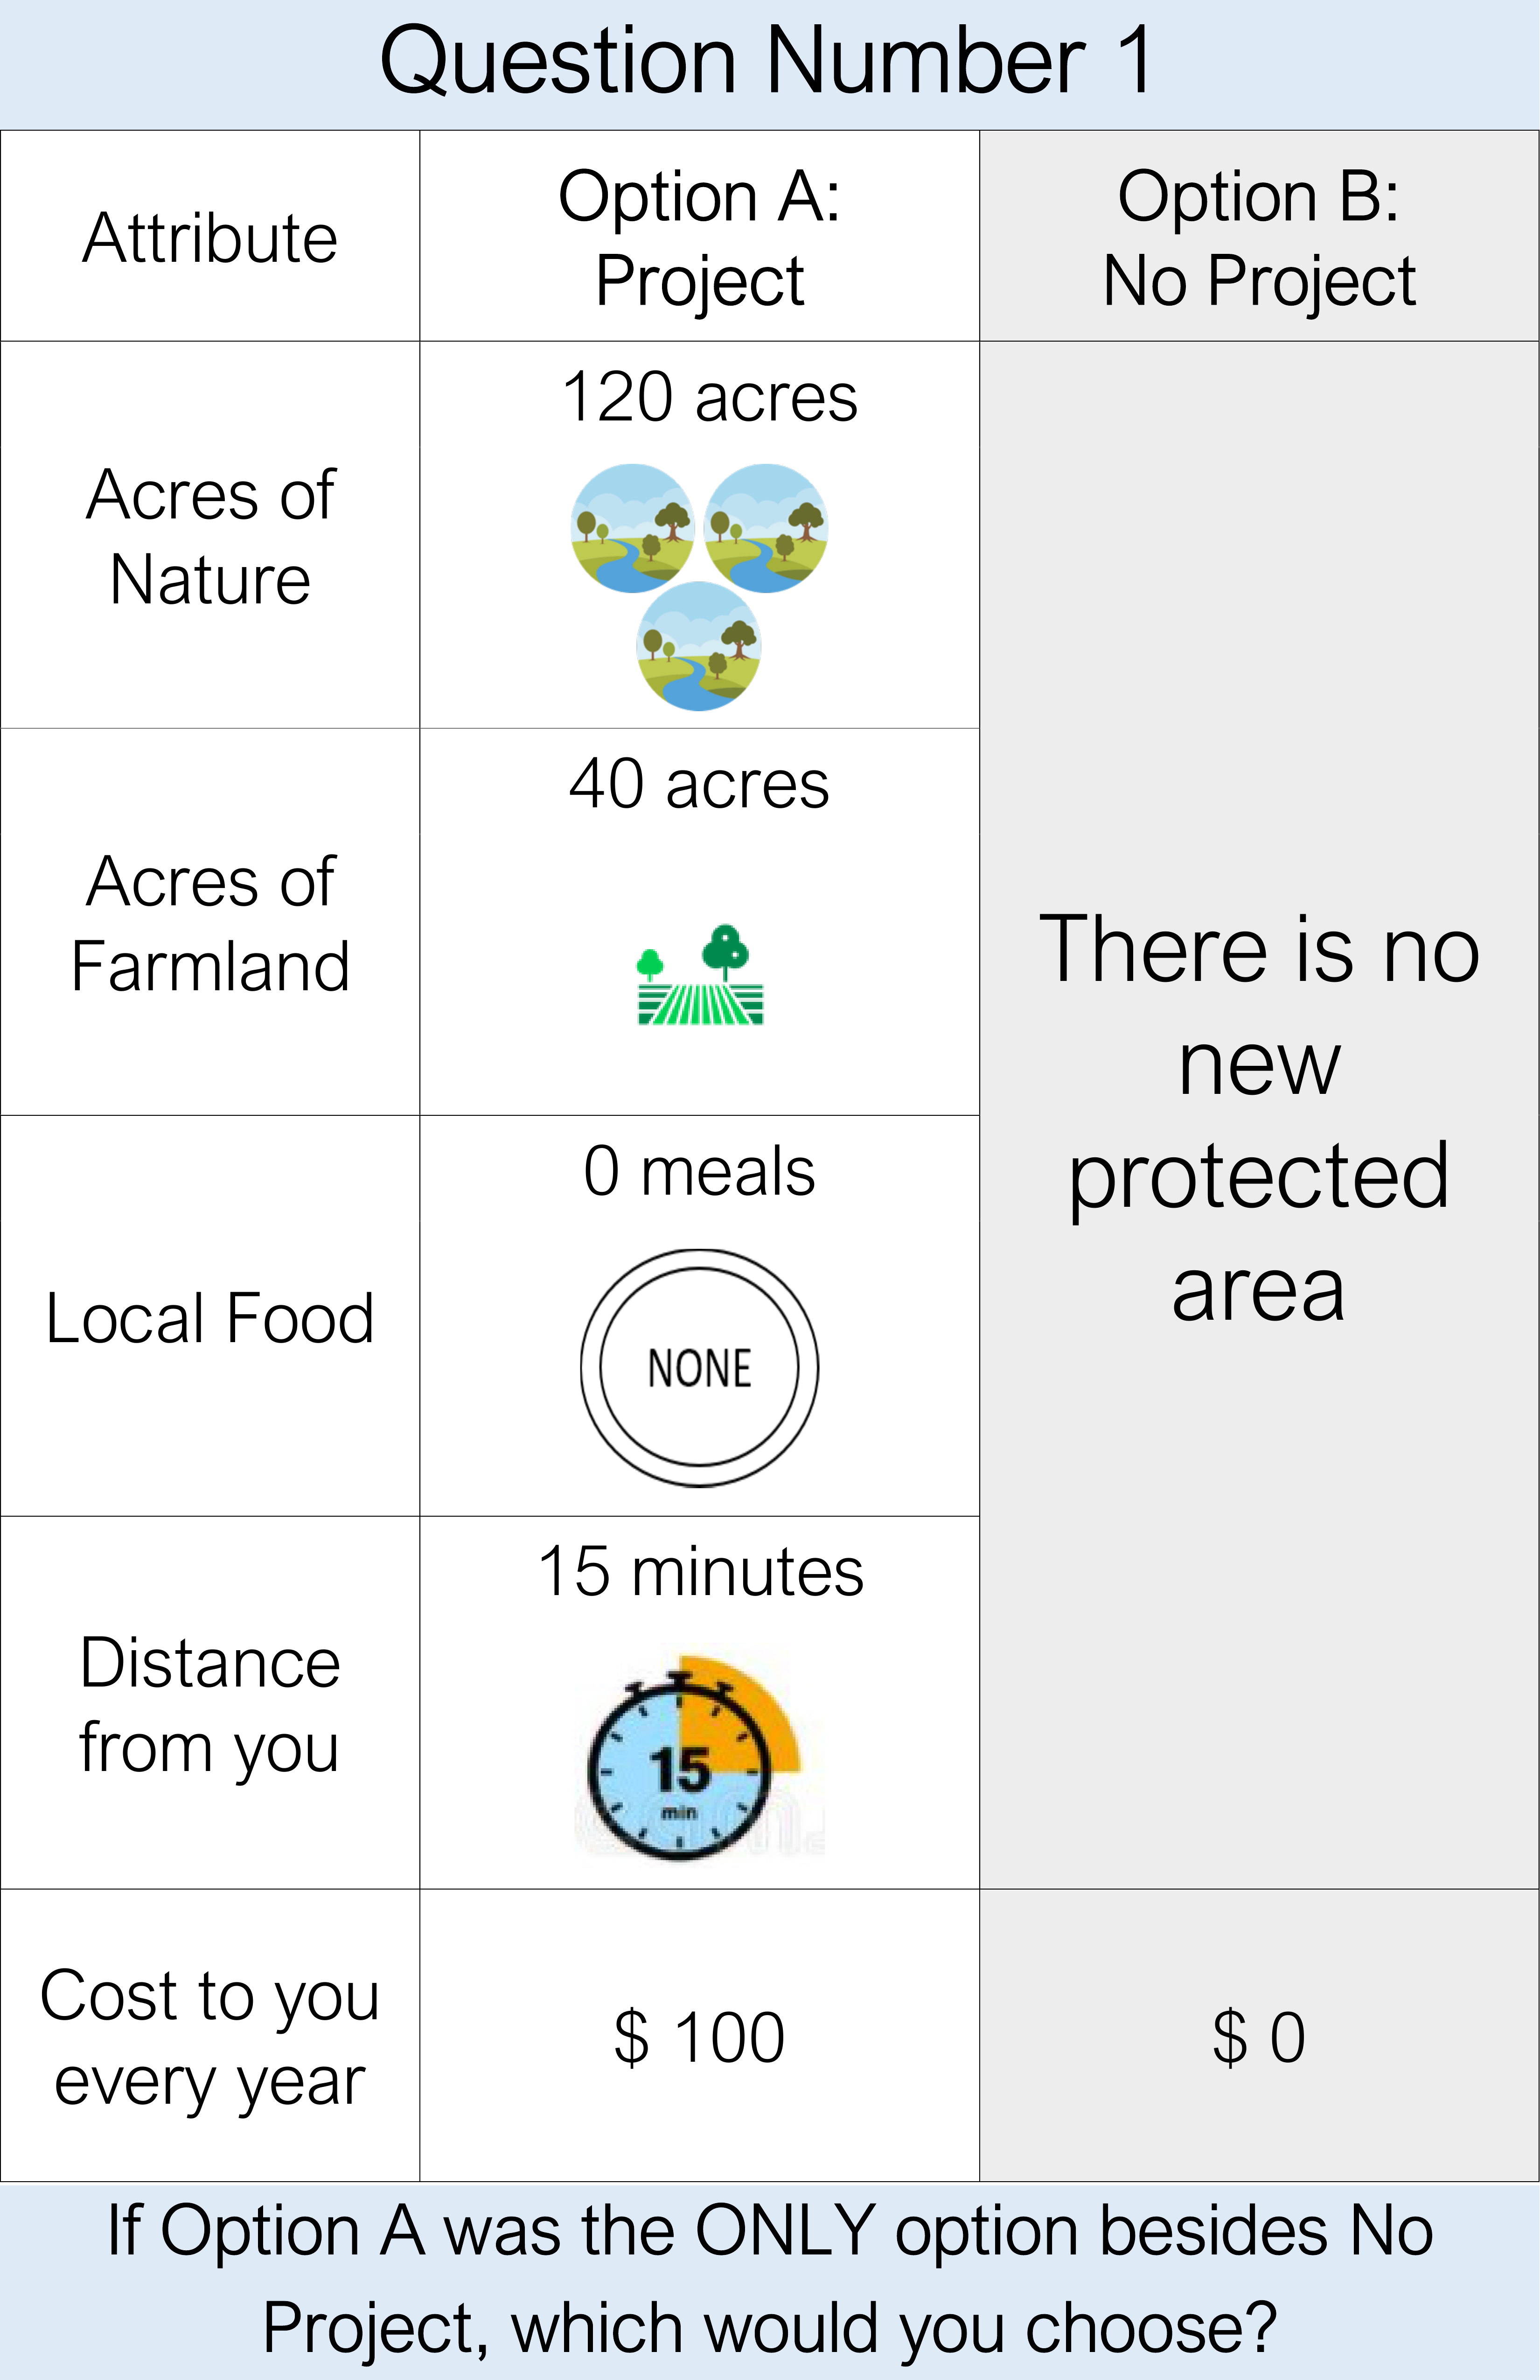 Question Number 1
Attribute
Option A:
Project
Option B:
No Project
Acres of
Nature
120 acres
Acres of
Farmland
40 acres
There is no
new
protected
area
Local Food
0 meals
NONE
Distance
from you
15 minutes
15
min
Cost to you
every year
$ 100
$ 0
If Option A was the ONLY option besides No
Project, which would you choose?